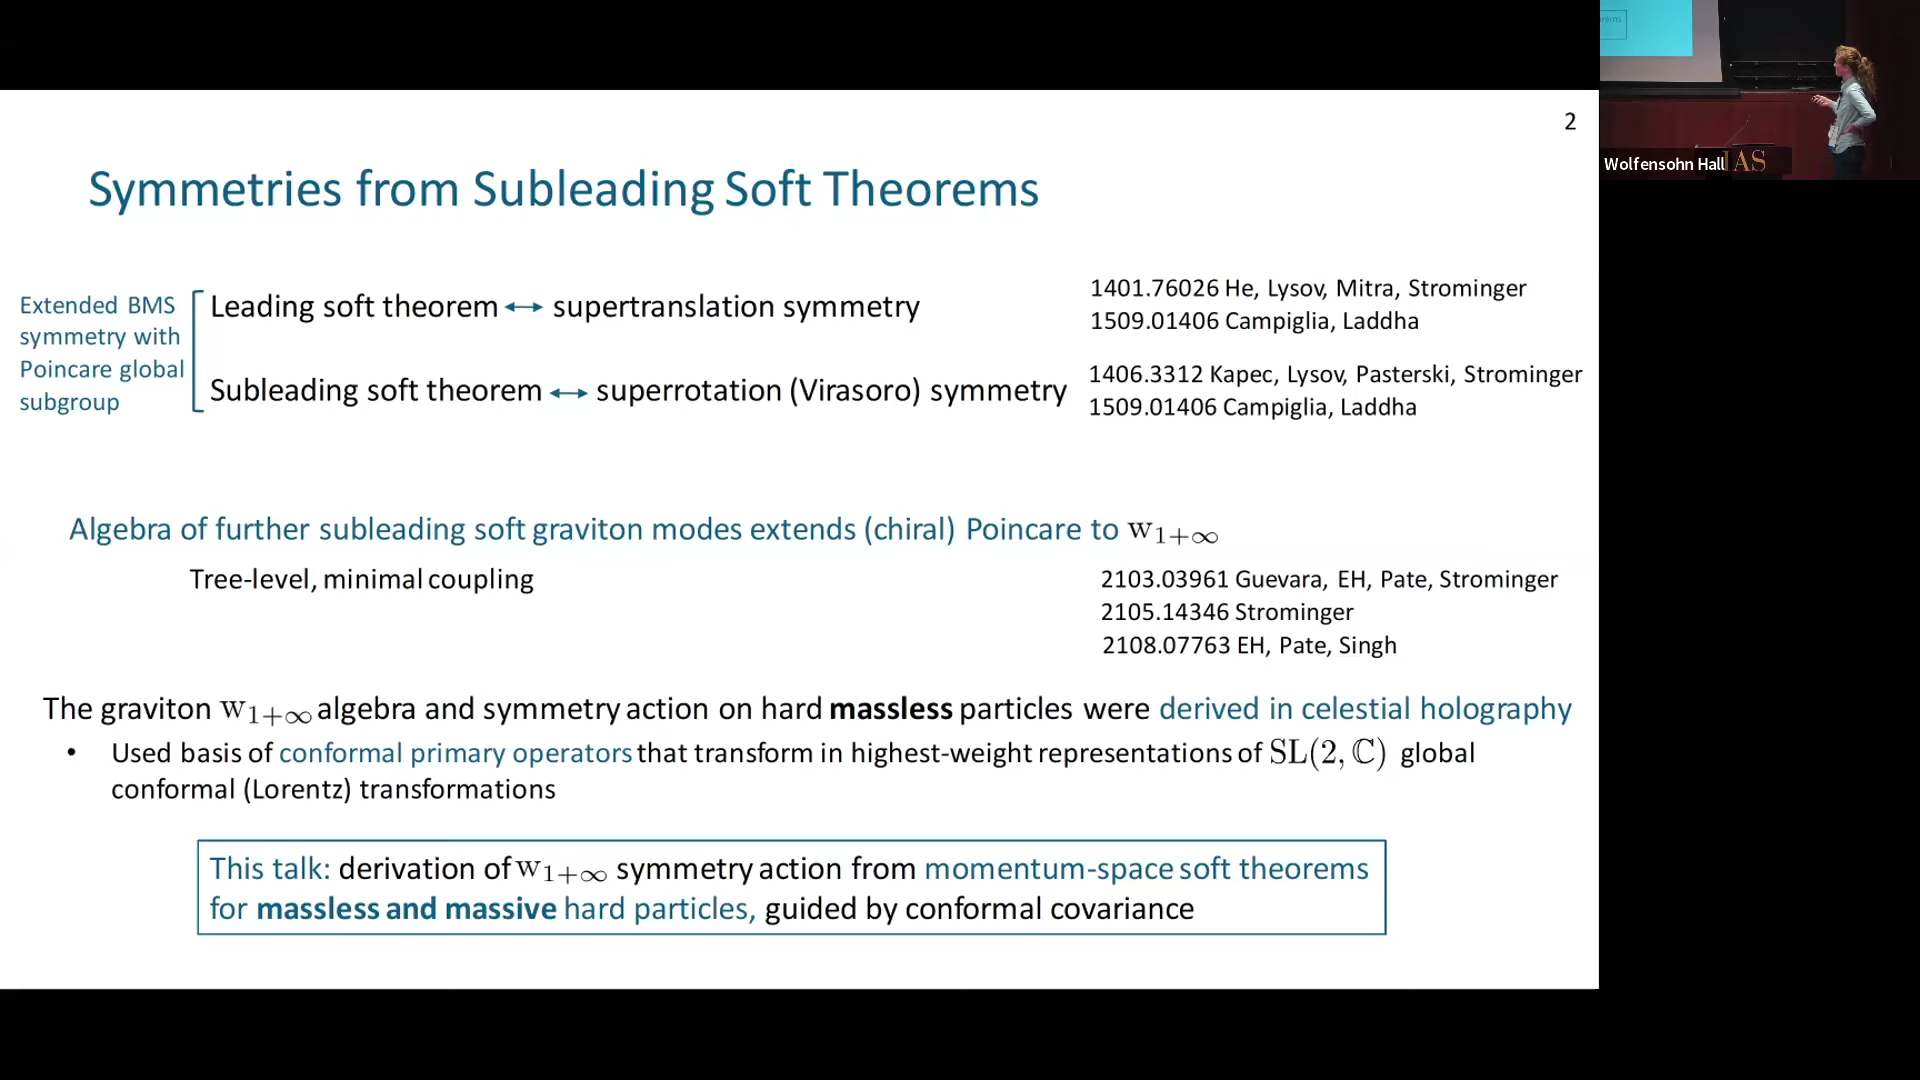 2
Symmetries from Subleading Soft Theorems
Extended BMS
symmetry with
Poincare global
subgroup
Leading soft theorem ↔ supertranslation symmetry
1401.76026 He, Lysov, Mitra, Strominger
1509.01406 Campiglia, Laddha
Subleading soft theorem ↔ superrotation (Virasoro) symmetry
1406.3312 Kapec, Lysov, Pasterski, Strominger
1509.01406 Campiglia, Laddha
Algebra of further subleading soft graviton modes extends (chiral) Poincare to w₁₊∞
Tree-level, minimal coupling
2103.03961 Guevara, EH, Pate, Strominger
2105.14346 Strominger
2108.07763 EH, Pate, Singh
The graviton w₁₊∞ algebra and symmetry action on hard massless particles were derived in celestial holography
• Used basis of conformal primary operators that transform in highest-weight representations of SL(2, ℂ) global
conformal (Lorentz) transformations
This talk: derivation of w₁₊∞ symmetry action from momentum-space soft theorems
for massless and massive hard particles, guided by conformal covariance
Wolfensohn Hall
IAS